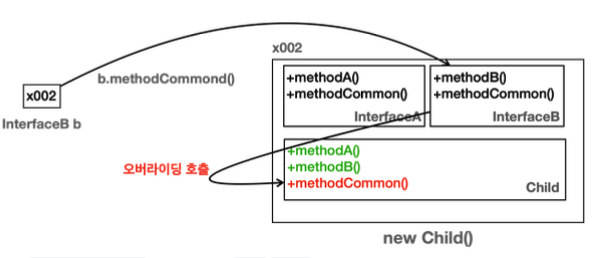 x002
b.methodCommond()
x002
InterfaceB b
+methodA()
+methodCommon()
InterfaceA
+methodB()
+methodCommon()
InterfaceB
오버라이딩 호출
+methodA()
+methodB()
+methodCommon()
Child
new Child()